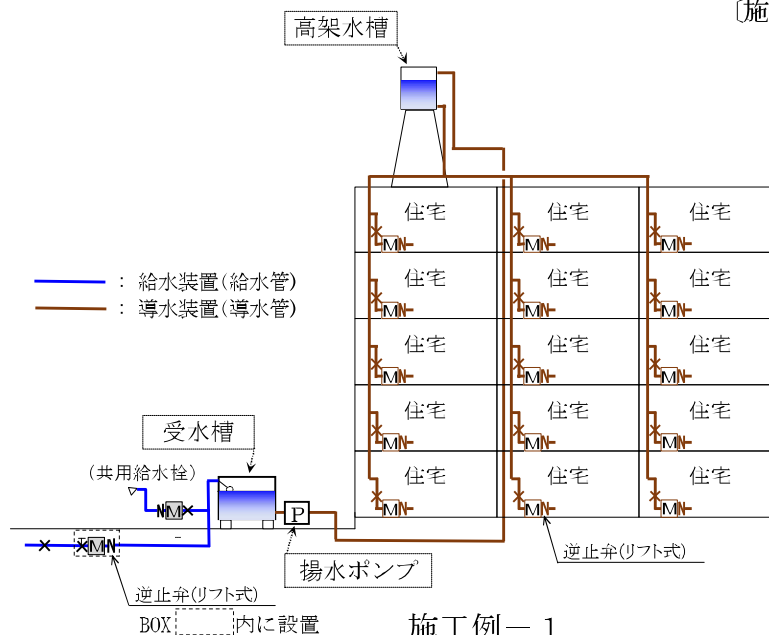 〔施
高架水槽
住宅 住宅 住宅
M N M N M N
： 給水装置(給水管)
： 導水装置(導水管)
住宅 住宅 住宅
M N M N M N
住宅 住宅 住宅
M N M N M N
住宅 住宅 住宅
M N M N M N
受水槽
住宅 住宅 住宅
(共用給水栓)
M N M N M N
N M
P
M N
逆止弁(リフト式)
揚水ポンプ
逆止弁(リフト式)
BOX 内に設置
施工例－１